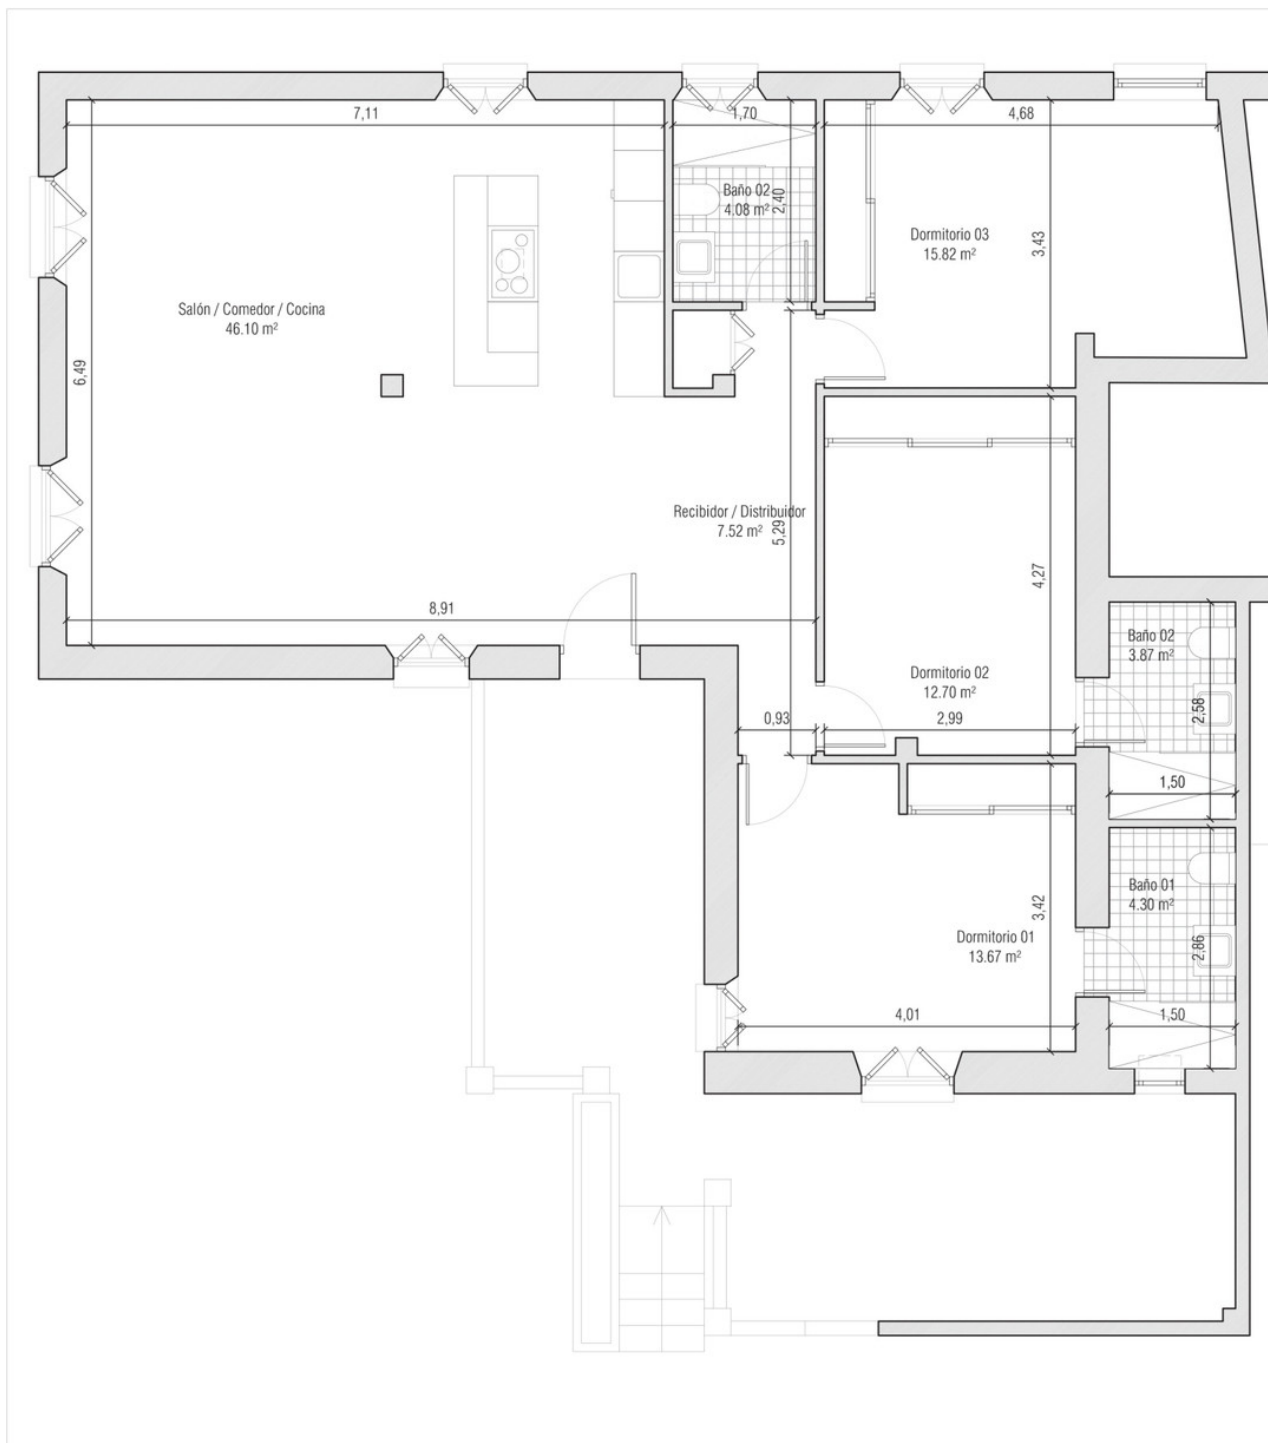 7,11
1,70
4,68
Baño 02
4.08 m²
2,40
Dormitorio 03
15.82 m²
3,43
Salón / Comedor / Cocina
46.10 m²
6,49
Recibidor / Distribuidor
7.52 m²
5,29
4,27
8,91
Baño 02
3.87 m²
Dormitorio 02
12.70 m²
2,58
0,93
2,99
1,50
Baño 01
4.30 m²
3,42
Dormitorio 01
13.67 m²
2,86
4,01
1,50